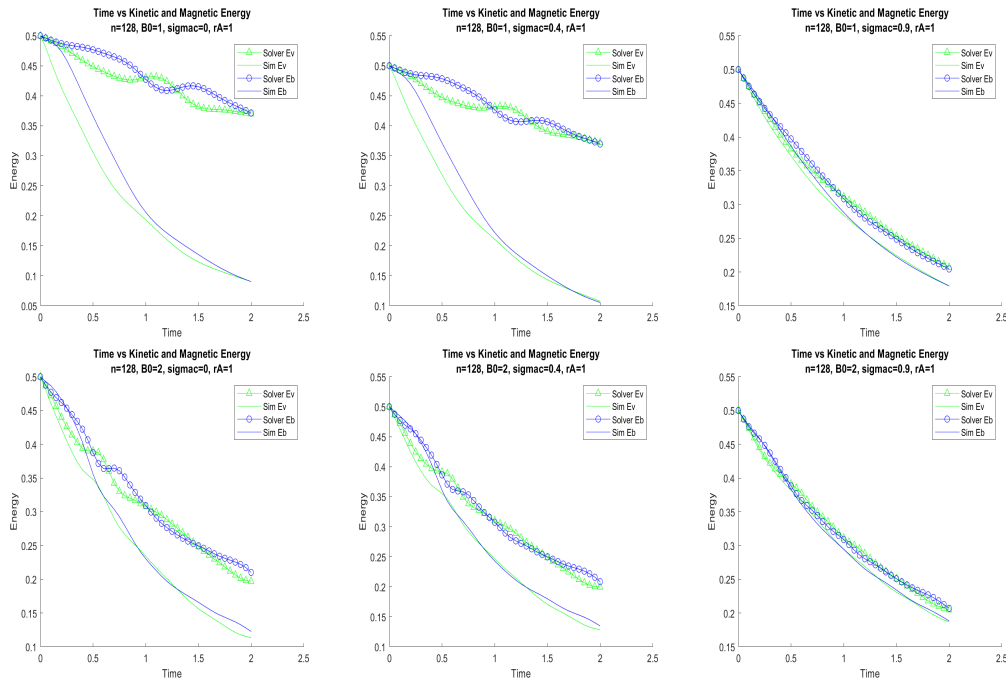 Time vs Kinetic and Magnetic Energy
n=128, B0=1, sigmac=0, rA=1
0.5
0.45
0.4
0.35
0.3
0.25
0.2
0.15
0.1
0.05
Energy
0
0.5
1
1.5
2
2.5
Time
Solver Ev
Sim Ev
Solver Eb
Sim Eb
Time vs Kinetic and Magnetic Energy
n=128, B0=1, sigmac=0.4, rA=1
0.55
0.5
0.45
0.4
0.35
0.3
0.25
0.2
0.15
0.1
Energy
0
0.5
1
1.5
2
2.5
Time
Solver Ev
Sim Ev
Solver Eb
Sim Eb
Time vs Kinetic and Magnetic Energy
n=128, B0=1, sigmac=0.9, rA=1
0.55
0.5
0.45
0.4
0.35
0.3
0.25
0.2
0.15
Energy
0
0.5
1
1.5
2
2.5
Time
Solver Ev
Sim Ev
Solver Eb
Sim Eb
Time vs Kinetic and Magnetic Energy
n=128, B0=2, sigmac=0, rA=1
0.5
0.45
0.4
0.35
0.3
0.25
0.2
0.15
0.1
Energy
0
0.5
1
1.5
2
2.5
Time
Solver Ev
Sim Ev
Solver Eb
Sim Eb
Time vs Kinetic and Magnetic Energy
n=128, B0=2, sigmac=0.4, rA=1
0.55
0.5
0.45
0.4
0.35
0.3
0.25
0.2
0.15
0.1
Energy
0
0.5
1
1.5
2
2.5
Time
Solver Ev
Sim Ev
Solver Eb
Sim Eb
Time vs Kinetic and Magnetic Energy
n=128, B0=2, sigmac=0.9, rA=1
0.55
0.5
0.45
0.4
0.35
0.3
0.25
0.2
0.15
Energy
0
0.5
1
1.5
2
2.5
Time
Solver Ev
Sim Ev
Solver Eb
Sim Eb